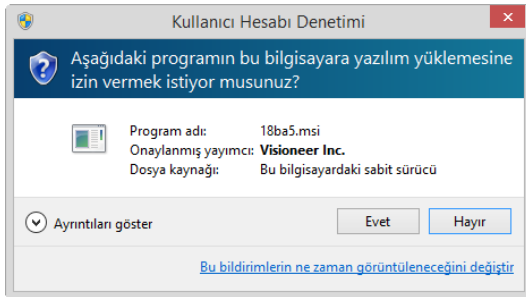 Kullanıcı Hesabı Denetimi
Aşağıdaki programın bu bilgisayara yazılım yüklemesine
izin vermek istiyor musunuz?
Program adı: 18ba5.msi
Onaylanmış yayımcı: Visioneer Inc.
Dosya kaynağı: Bu bilgisayardaki sabit sürücü
Ayrıntıları göster
Evet
Hayır
Bu bildirimlerin ne zaman görüntüleneceğini değiştir